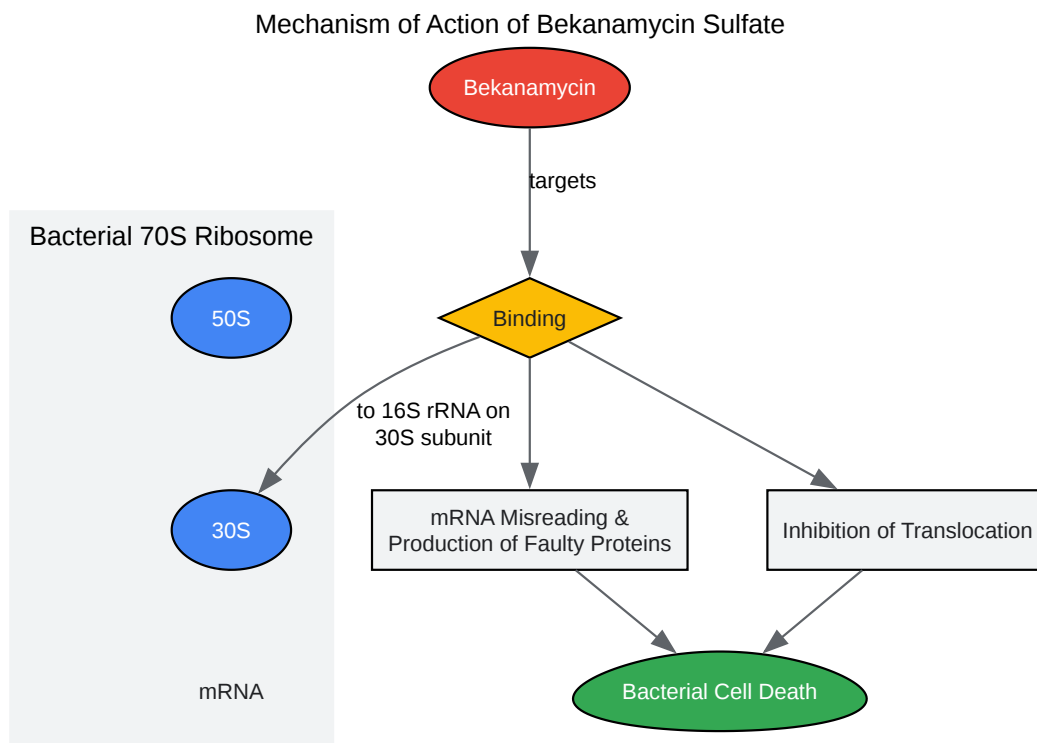 Mechanism of Action of Bekanamycin Sulfate
Bekanamycin
targets
Bacterial 70S Ribosome
50S
Binding
to 16S rRNA on
30S subunit
30S
mRNA Misreading &
Production of Faulty Proteins
Inhibition of Translocation
mRNA
Bacterial Cell Death